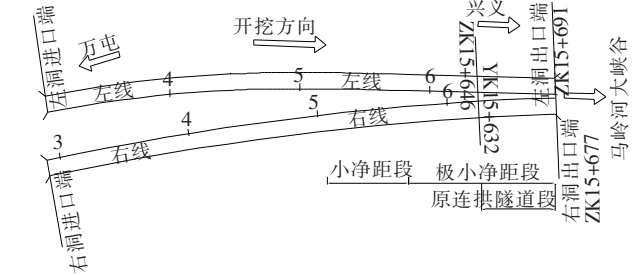 左洞进口端
万屯
开挖方向
兴义
ZK15+646
YK15+632
左洞出口端
ZK15+691
马岭河大峡谷
左线
4
5
左线
6
6
3
右线
4
5
右线
右洞进口端
小净距段
极小净距段
原连拱隧道段
右洞出口端
ZK15+677